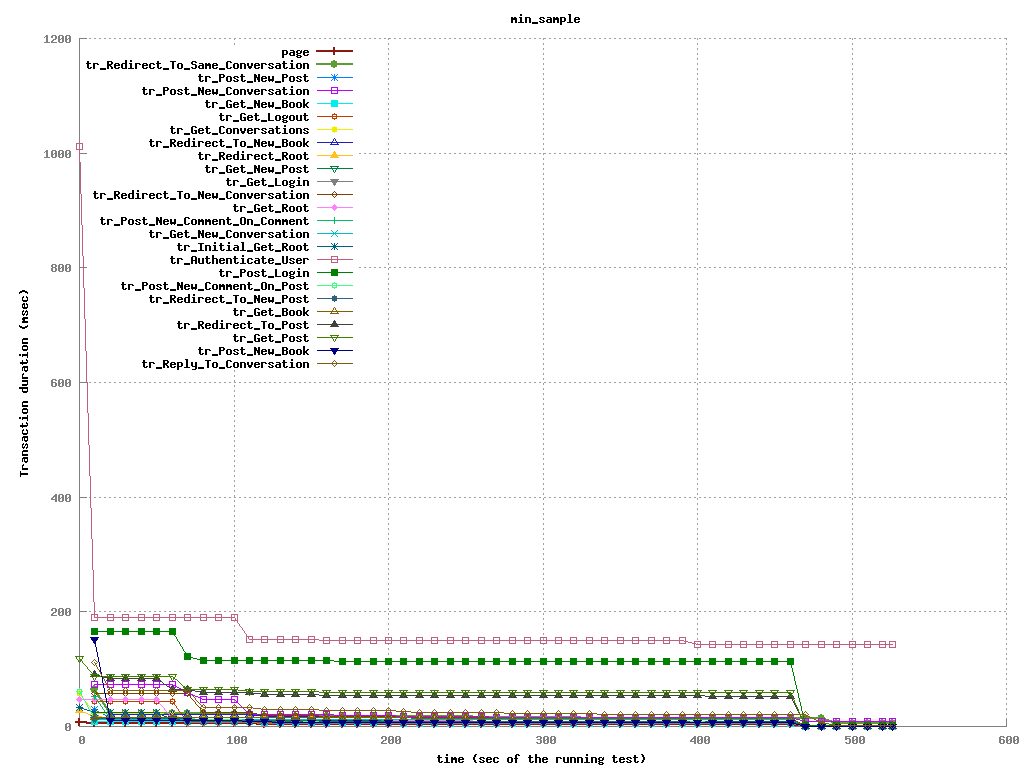 min_sample
1200
1000
800
600
400
200
0
page
tr_Redirect_To_Same_Conversation
tr_Post_New_Post
tr_Post_New_Conversation
tr_Get_New_Book
tr_Get_Logout
tr_Get_Conversations
tr_Redirect_To_New_Book
tr_Redirect_Root
tr_Get_New_Post
tr_Get_Login
tr_Redirect_To_New_Conversation
tr_Get_Root
tr_Post_New_Comment_On_Comment
tr_Get_New_Conversation
tr_Initial_Get_Root
tr_Authenticate_User
tr_Post_Login
tr_Post_New_Comment_On_Post
tr_Redirect_To_New_Post
tr_Get_Book
tr_Redirect_To_Post
tr_Get_Post
tr_Post_New_Book
tr_Reply_To_Conversation
Transaction duration (msec)
0 100 200 300 400 500 600
time (sec of the running test)